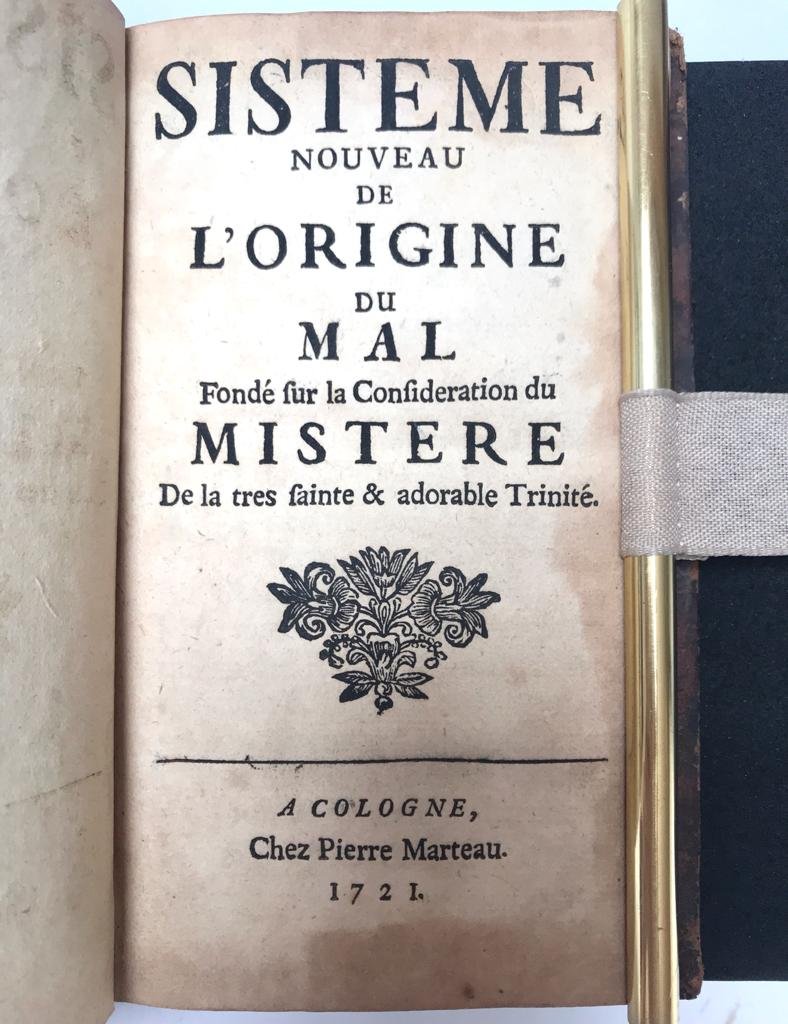 SISTEME
NOUVEAU
DE
L'ORIGINE
DU
MAL
Fondé ſur la Conſideration du
MISTERE
De la tres ſainte & adorable Trinité.
A COLOGNE,
Chez Pierre Marteau.
1721.